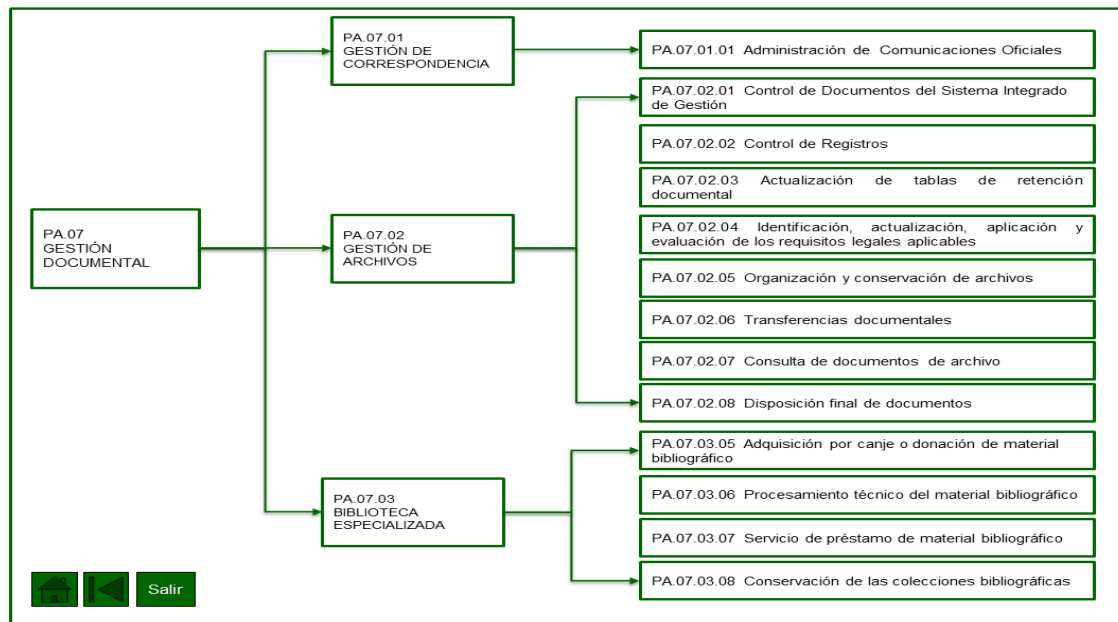 PA.07.01
GESTIÓN DE
CORRESPONDENCIA
PA.07.01.01 Administración de Comunicaciones Oficiales
PA.07.02.01 Control de Documentos del Sistema Integrado
de Gestión
PA.07.02.02 Control de Registros
PA.07.02.03 Actualización de tablas de retención
documental
PA.07
GESTIÓN
DOCUMENTAL
PA.07.02
GESTIÓN DE
ARCHIVOS
PA.07.02.04 Identificación, actualización, aplicación y
evaluación de los requisitos legales aplicables
PA.07.02.05 Organización y conservación de archivos
PA.07.02.06 Transferencias documentales
PA.07.02.07 Consulta de documentos de archivo
PA.07.02.08 Disposición final de documentos
PA.07.03
BIBLIOTECA
ESPECIALIZADA
PA.07.03.05 Adquisición por canje o donación de material
bibliográfico
PA.07.03.06 Procesamiento técnico del material bibliográfico
PA.07.03.07 Servicio de préstamo de material bibliográfico
PA.07.03.08 Conservación de las colecciones bibliográficas
Salir